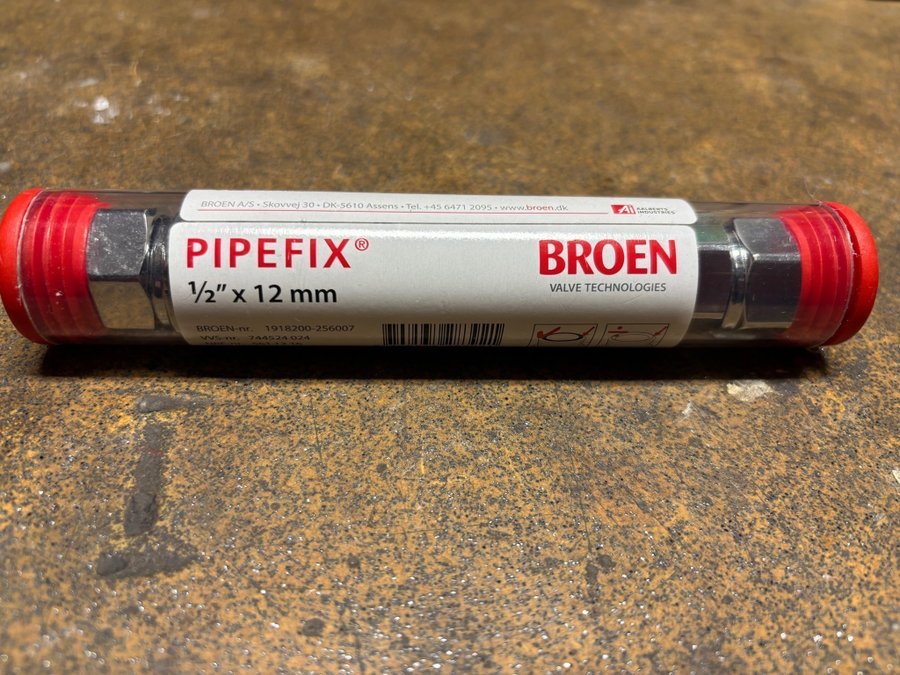 BROEN A/S • Skovvej 30 • DK-5610 Assens • Tel. +45 6471 2095 • www.broen.dk
AALBERTS
INDUSTRIES
PIPEFIX®
½" x 12 mm
BROEN
VALVE TECHNOLOGIES
BROEN-nr. 1918200-256007
VVS-nr. 744524 024